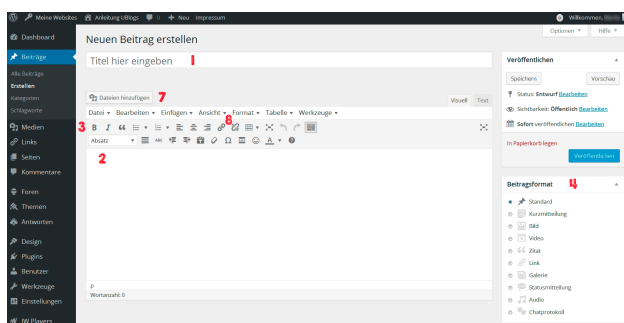 Meine Websites Anleitung UBlogs 0 + Neu Impressum Willkommen,
Optionen Hilfe
Dashboard
Beiträge
Alle Beiträge
Erstellen
Kategorien
Schlagworte
Medien
Links
Seiten
Kommentare
Foren
Themen
Antworten
Design
Plugins
Benutzer
Werkzeuge
Einstellungen
IW Players
Neuen Beitrag erstellen
Titel hier eingeben 1
Dateien hinzufügen 7
Visuell Text
Datei Bearbeiten Einfügen Ansicht Format Tabelle Werkzeuge
8
3 B I
Absatz
2
p
Wortanzahl: 0
Veröffentlichen
Speichern Vorschau
Status: Entwurf Bearbeiten
Sichtbarkeit: Öffentlich Bearbeiten
Sofort veröffentlichen Bearbeiten
In Papierkorb legen
Veröffentlichen
Beitragsformat 4
Standard
Kurzmitteilung
Bild
Video
Zitat
Link
Galerie
Statusmitteilung
Audio
Chatprotokoll